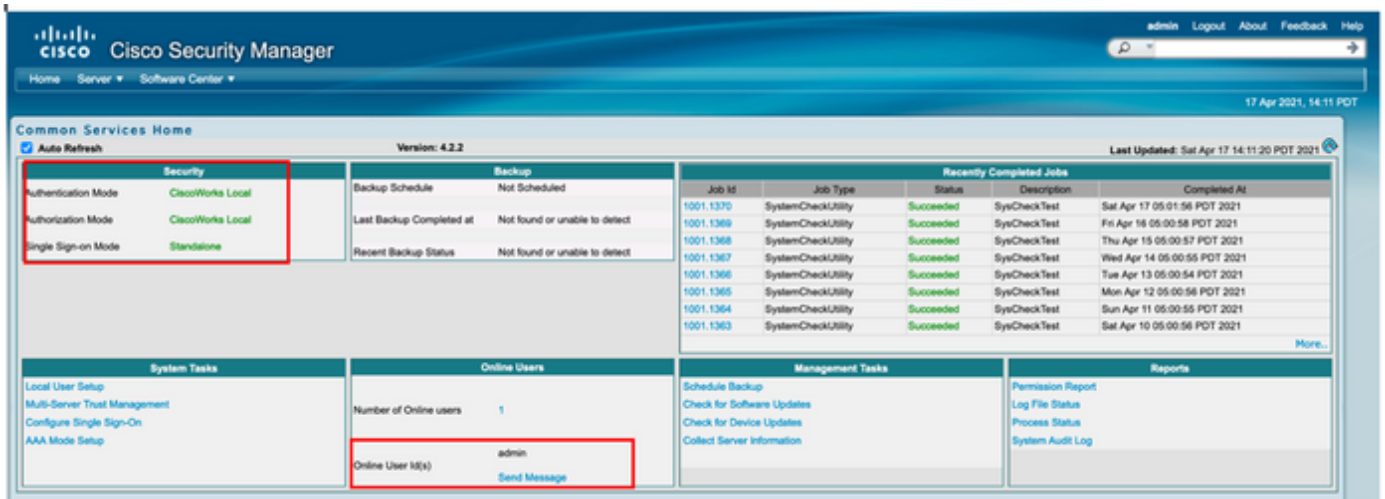 admin Logout About Feedback Help
CISCO Cisco Security Manager
Home Server Software Center
17 Apr 2021, 14:11 PDT
Common Services Home
Auto Refresh
Version: 4.2.2
Last Updated: Sat Apr 17 14:11:20 PDT 2021
Security
Authentication Mode CiscoWorks Local
Authorization Mode CiscoWorks Local
Single Sign-on Mode Standalone
Backup
Backup Schedule Not Scheduled
Last Backup Completed at Not found or unable to detect
Recent Backup Status Not found or unable to detect
Recently Completed Jobs
Job Id Job Type Status Description Completed At
1001.1370 SystemCheckUtility Succeeded SysCheckTest Sat Apr 17 05:01:56 PDT 2021
1001.1369 SystemCheckUtility Succeeded SysCheckTest Fri Apr 16 05:00:58 PDT 2021
1001.1368 SystemCheckUtility Succeeded SysCheckTest Thu Apr 15 05:00:57 PDT 2021
1001.1367 SystemCheckUtility Succeeded SysCheckTest Wed Apr 14 05:00:55 PDT 2021
1001.1366 SystemCheckUtility Succeeded SysCheckTest Tue Apr 13 05:00:54 PDT 2021
1001.1365 SystemCheckUtility Succeeded SysCheckTest Mon Apr 12 05:00:56 PDT 2021
1001.1364 SystemCheckUtility Succeeded SysCheckTest Sun Apr 11 05:00:55 PDT 2021
1001.1363 SystemCheckUtility Succeeded SysCheckTest Sat Apr 10 05:00:56 PDT 2021
More..
System Tasks
Local User Setup
Multi-Server Trust Management
Configure Single Sign-On
AAA Mode Setup
Online Users
Number of Online users 1
Online User Id(s) admin
Send Message
Management Tasks
Schedule Backup
Check for Software Updates
Check for Device Updates
Collect Server Information
Reports
Permission Report
Log File Status
Process Status
System Audit Log